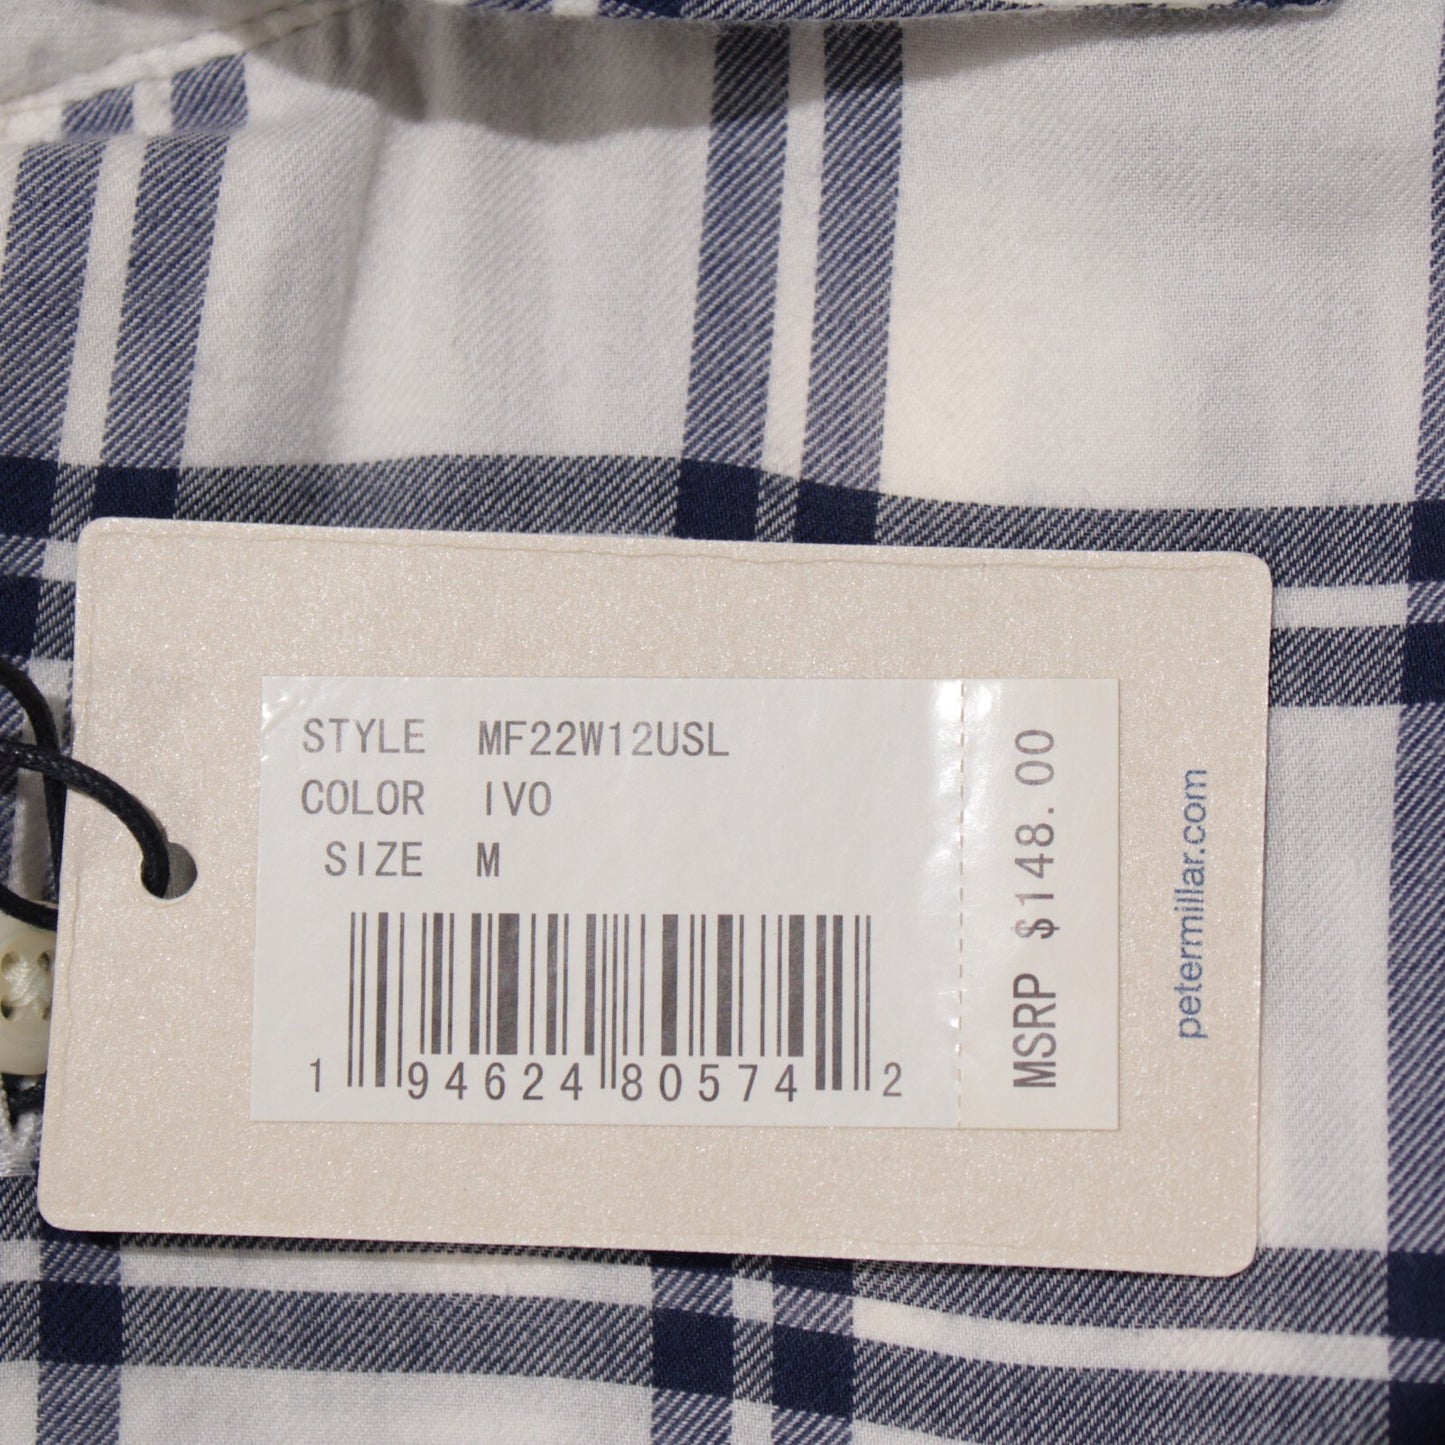 STYLE MF22W12USL
COLOR IVO
SIZE M
1 94624 80574 2
MSRP $148.00
petermillar.com